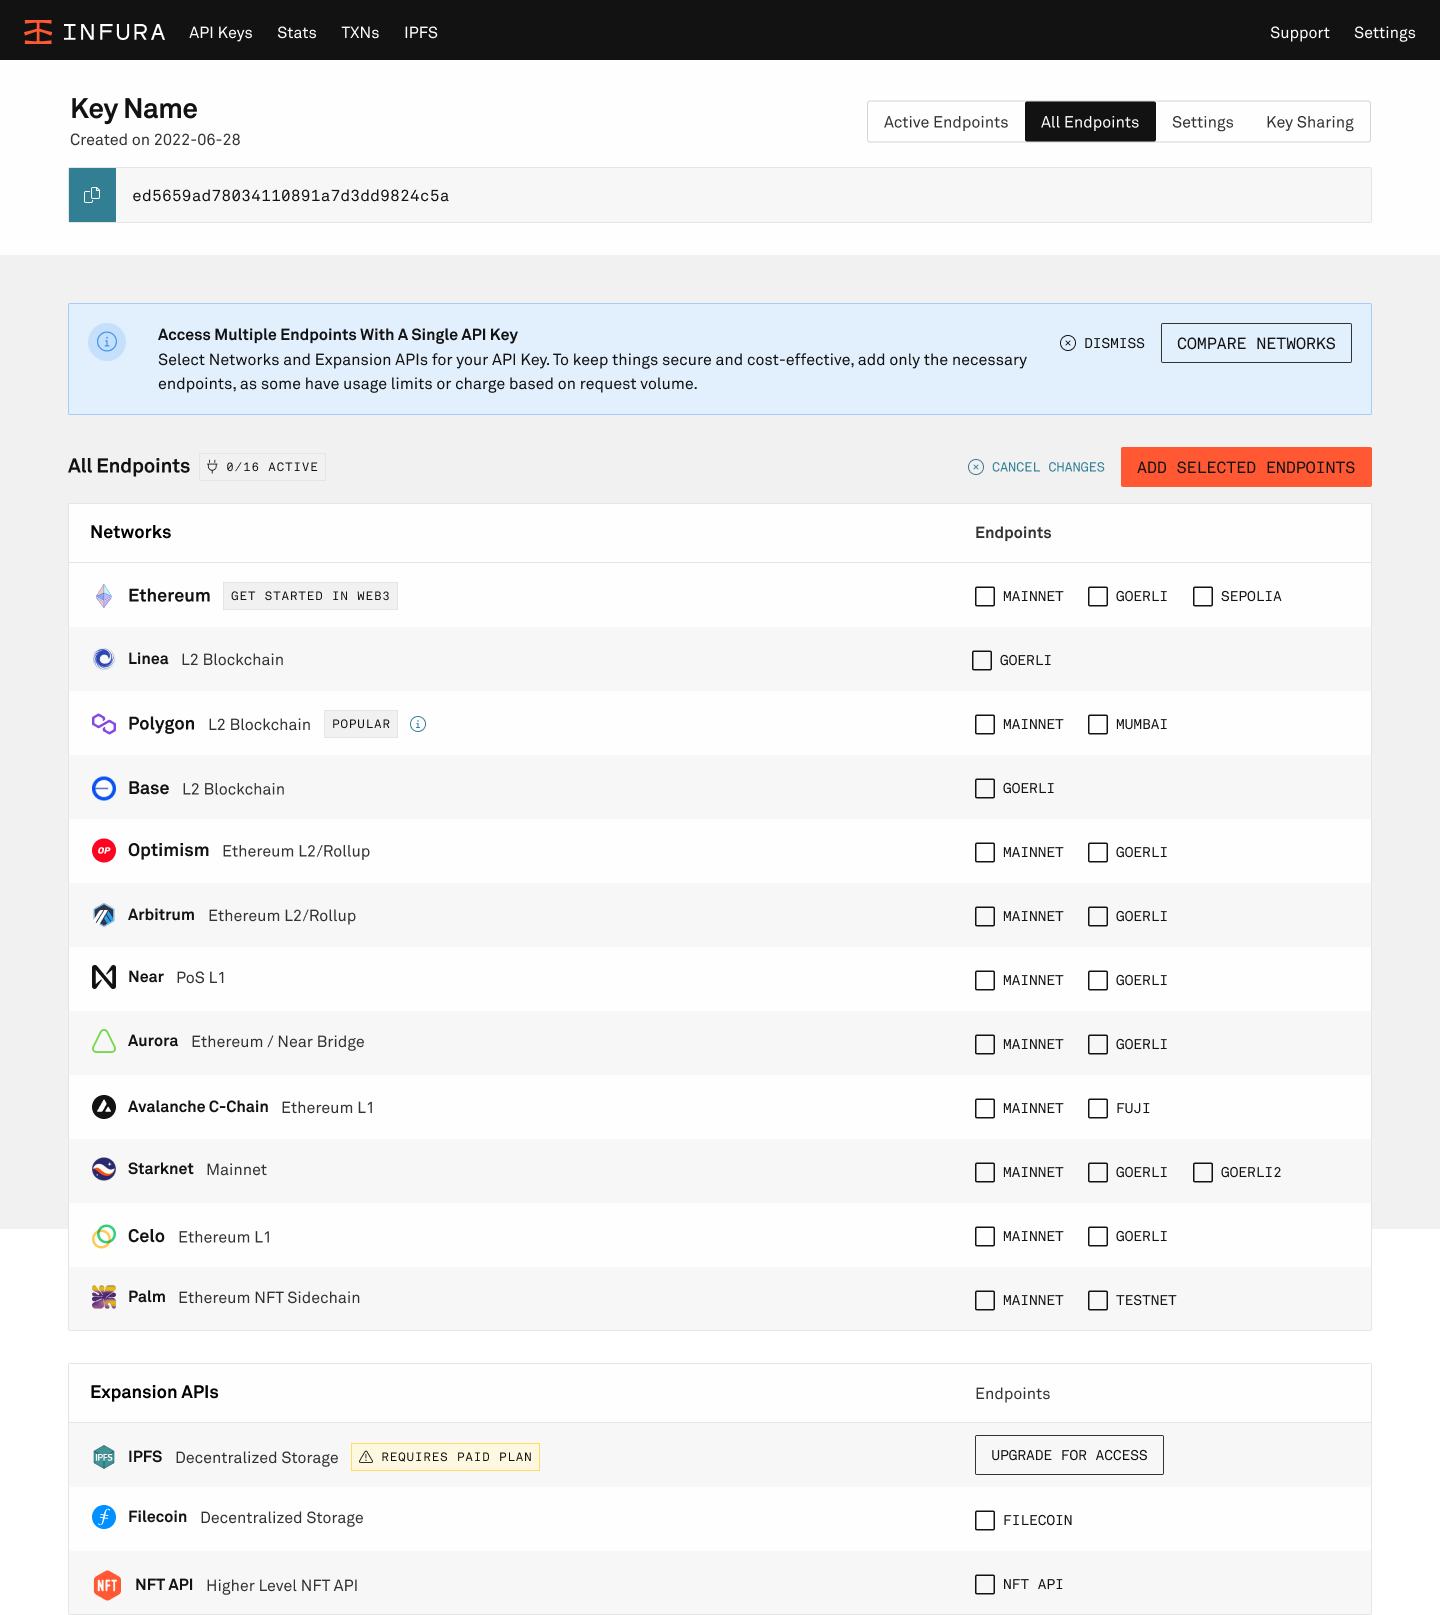 INFURA API Keys Stats TXNs IPFS Support Settings
Key Name
Created on 2022-06-28
Active Endpoints All Endpoints Settings Key Sharing
ed5659ad78034110891a7d3dd9824c5a
Access Multiple Endpoints With A Single API Key
Select Networks and Expansion APIs for your API Key. To keep things secure and cost-effective, add only the necessary
endpoints, as some have usage limits or charge based on request volume.
DISMISS COMPARE NETWORKS
All Endpoints 0/16 ACTIVE CANCEL CHANGES ADD SELECTED ENDPOINTS
Networks Endpoints
Ethereum GET STARTED IN WEB3 MAINNET GOERLI SEPOLIA
Linea L2 Blockchain GOERLI
Polygon L2 Blockchain POPULAR MAINNET MUMBAI
Base L2 Blockchain GOERLI
OP Optimism Ethereum L2/Rollup MAINNET GOERLI
Arbitrum Ethereum L2/Rollup MAINNET GOERLI
Near PoS L1 MAINNET GOERLI
Aurora Ethereum / Near Bridge MAINNET GOERLI
Avalanche C-Chain Ethereum L1 MAINNET FUJI
Starknet Mainnet MAINNET GOERLI GOERLI2
Celo Ethereum L1 MAINNET GOERLI
Palm Ethereum NFT Sidechain MAINNET TESTNET
Expansion APIs Endpoints
IPFS IPFS Decentralized Storage REQUIRES PAID PLAN UPGRADE FOR ACCESS
Filecoin Decentralized Storage FILECOIN
NFT NFT API Higher Level NFT API NFT API